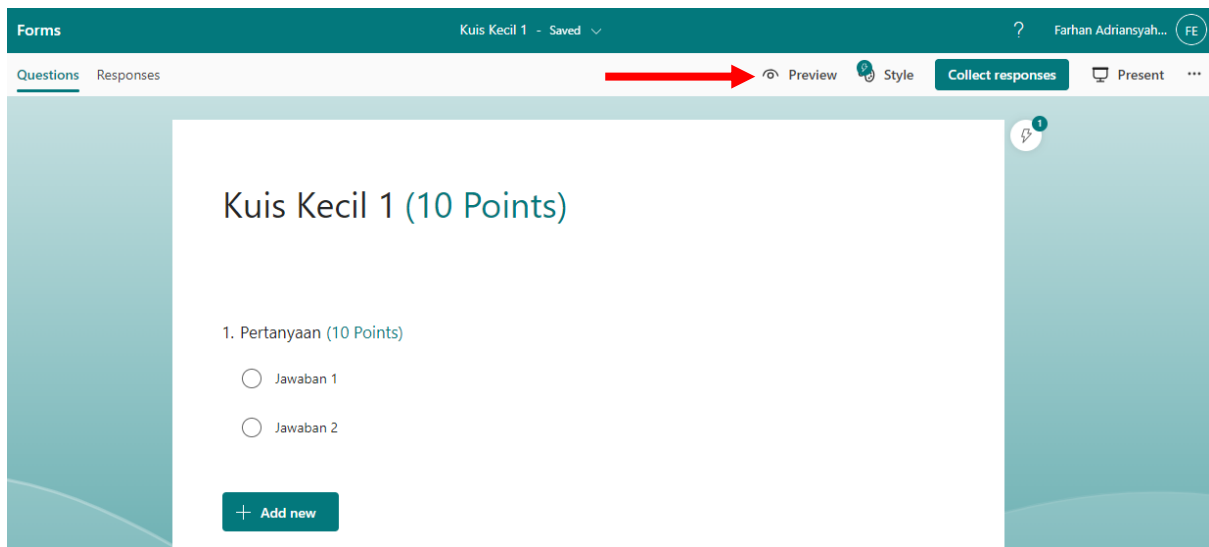 Forms
Kuis Kecil 1 - Saved
?
Farhan Adriansyah...
FE
Questions Responses
Preview
Style
Collect responses
Present
...
1
Kuis Kecil 1 (10 Points)
1. Pertanyaan (10 Points)
Jawaban 1
Jawaban 2
+ Add new